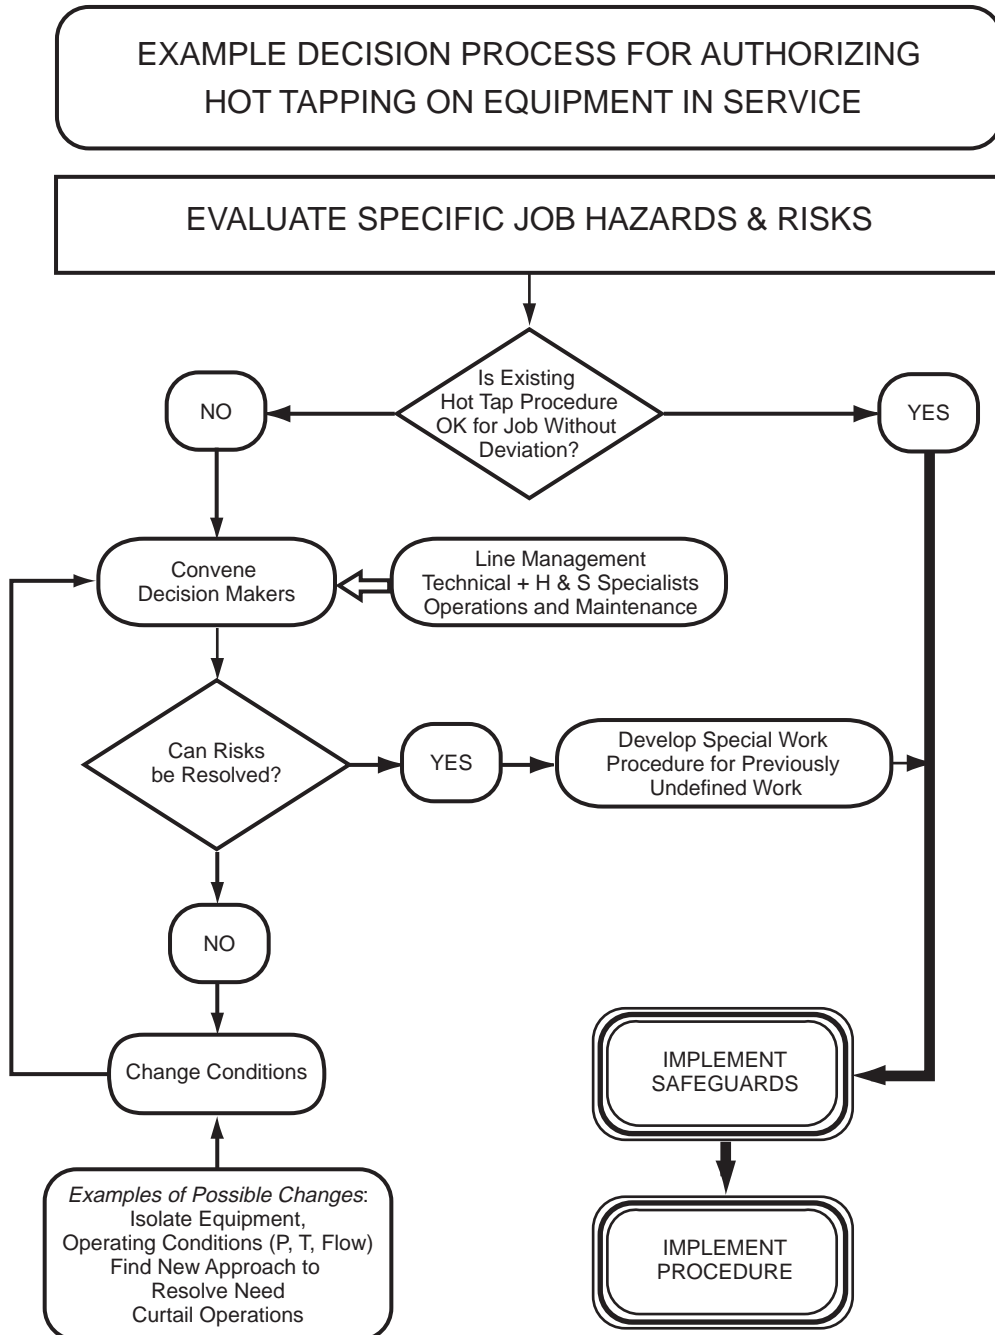 EXAMPLE DECISION PROCESS FOR AUTHORIZING
HOT TAPPING ON EQUIPMENT IN SERVICE
EVALUATE SPECIFIC JOB HAZARDS & RISKS
Is Existing
Hot Tap Procedure
OK for Job Without
Deviation?
NO
YES
Convene
Decision Makers
Line Management
Technical + H & S Specialists
Operations and Maintenance
Can Risks
be Resolved?
YES
Develop Special Work
Procedure for Previously
Undefined Work
NO
Change Conditions
IMPLEMENT
SAFEGUARDS
Examples of Possible Changes:
Isolate Equipment,
Operating Conditions (P, T, Flow)
Find New Approach to
Resolve Need
Curtail Operations
IMPLEMENT
PROCEDURE